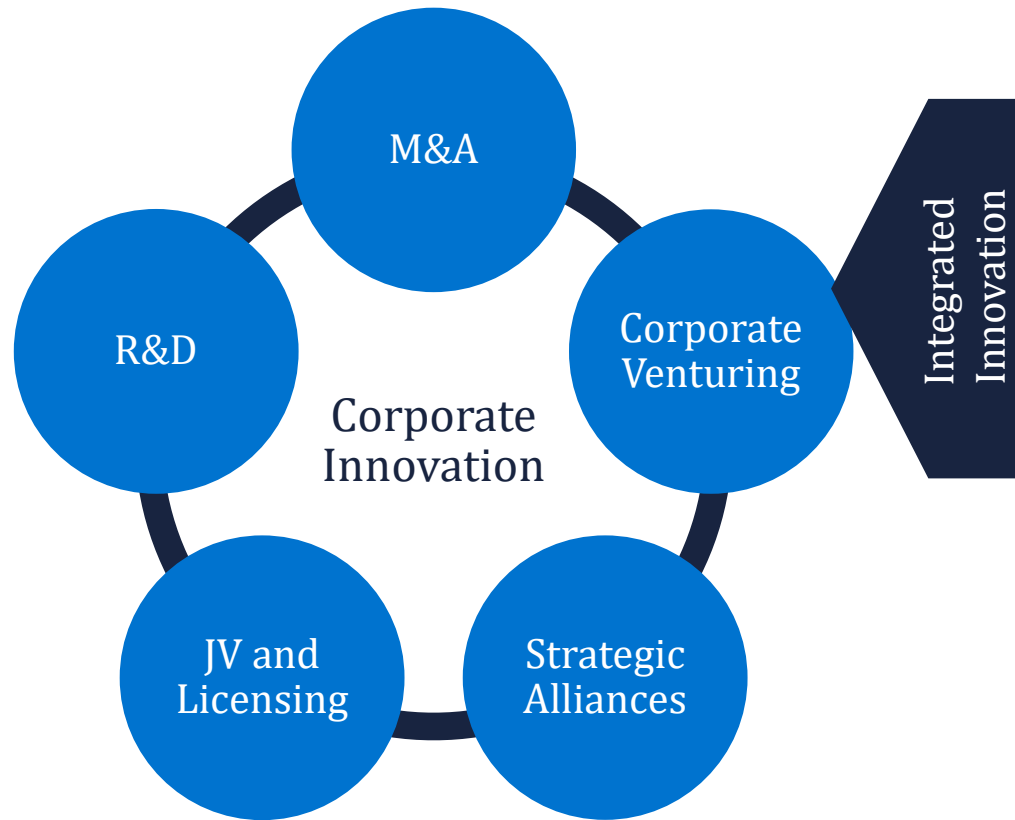 M&A
R&D
Corporate
Venturing
Corporate
Innovation
JV and
Licensing
Strategic
Alliances
Integrated
Innovation